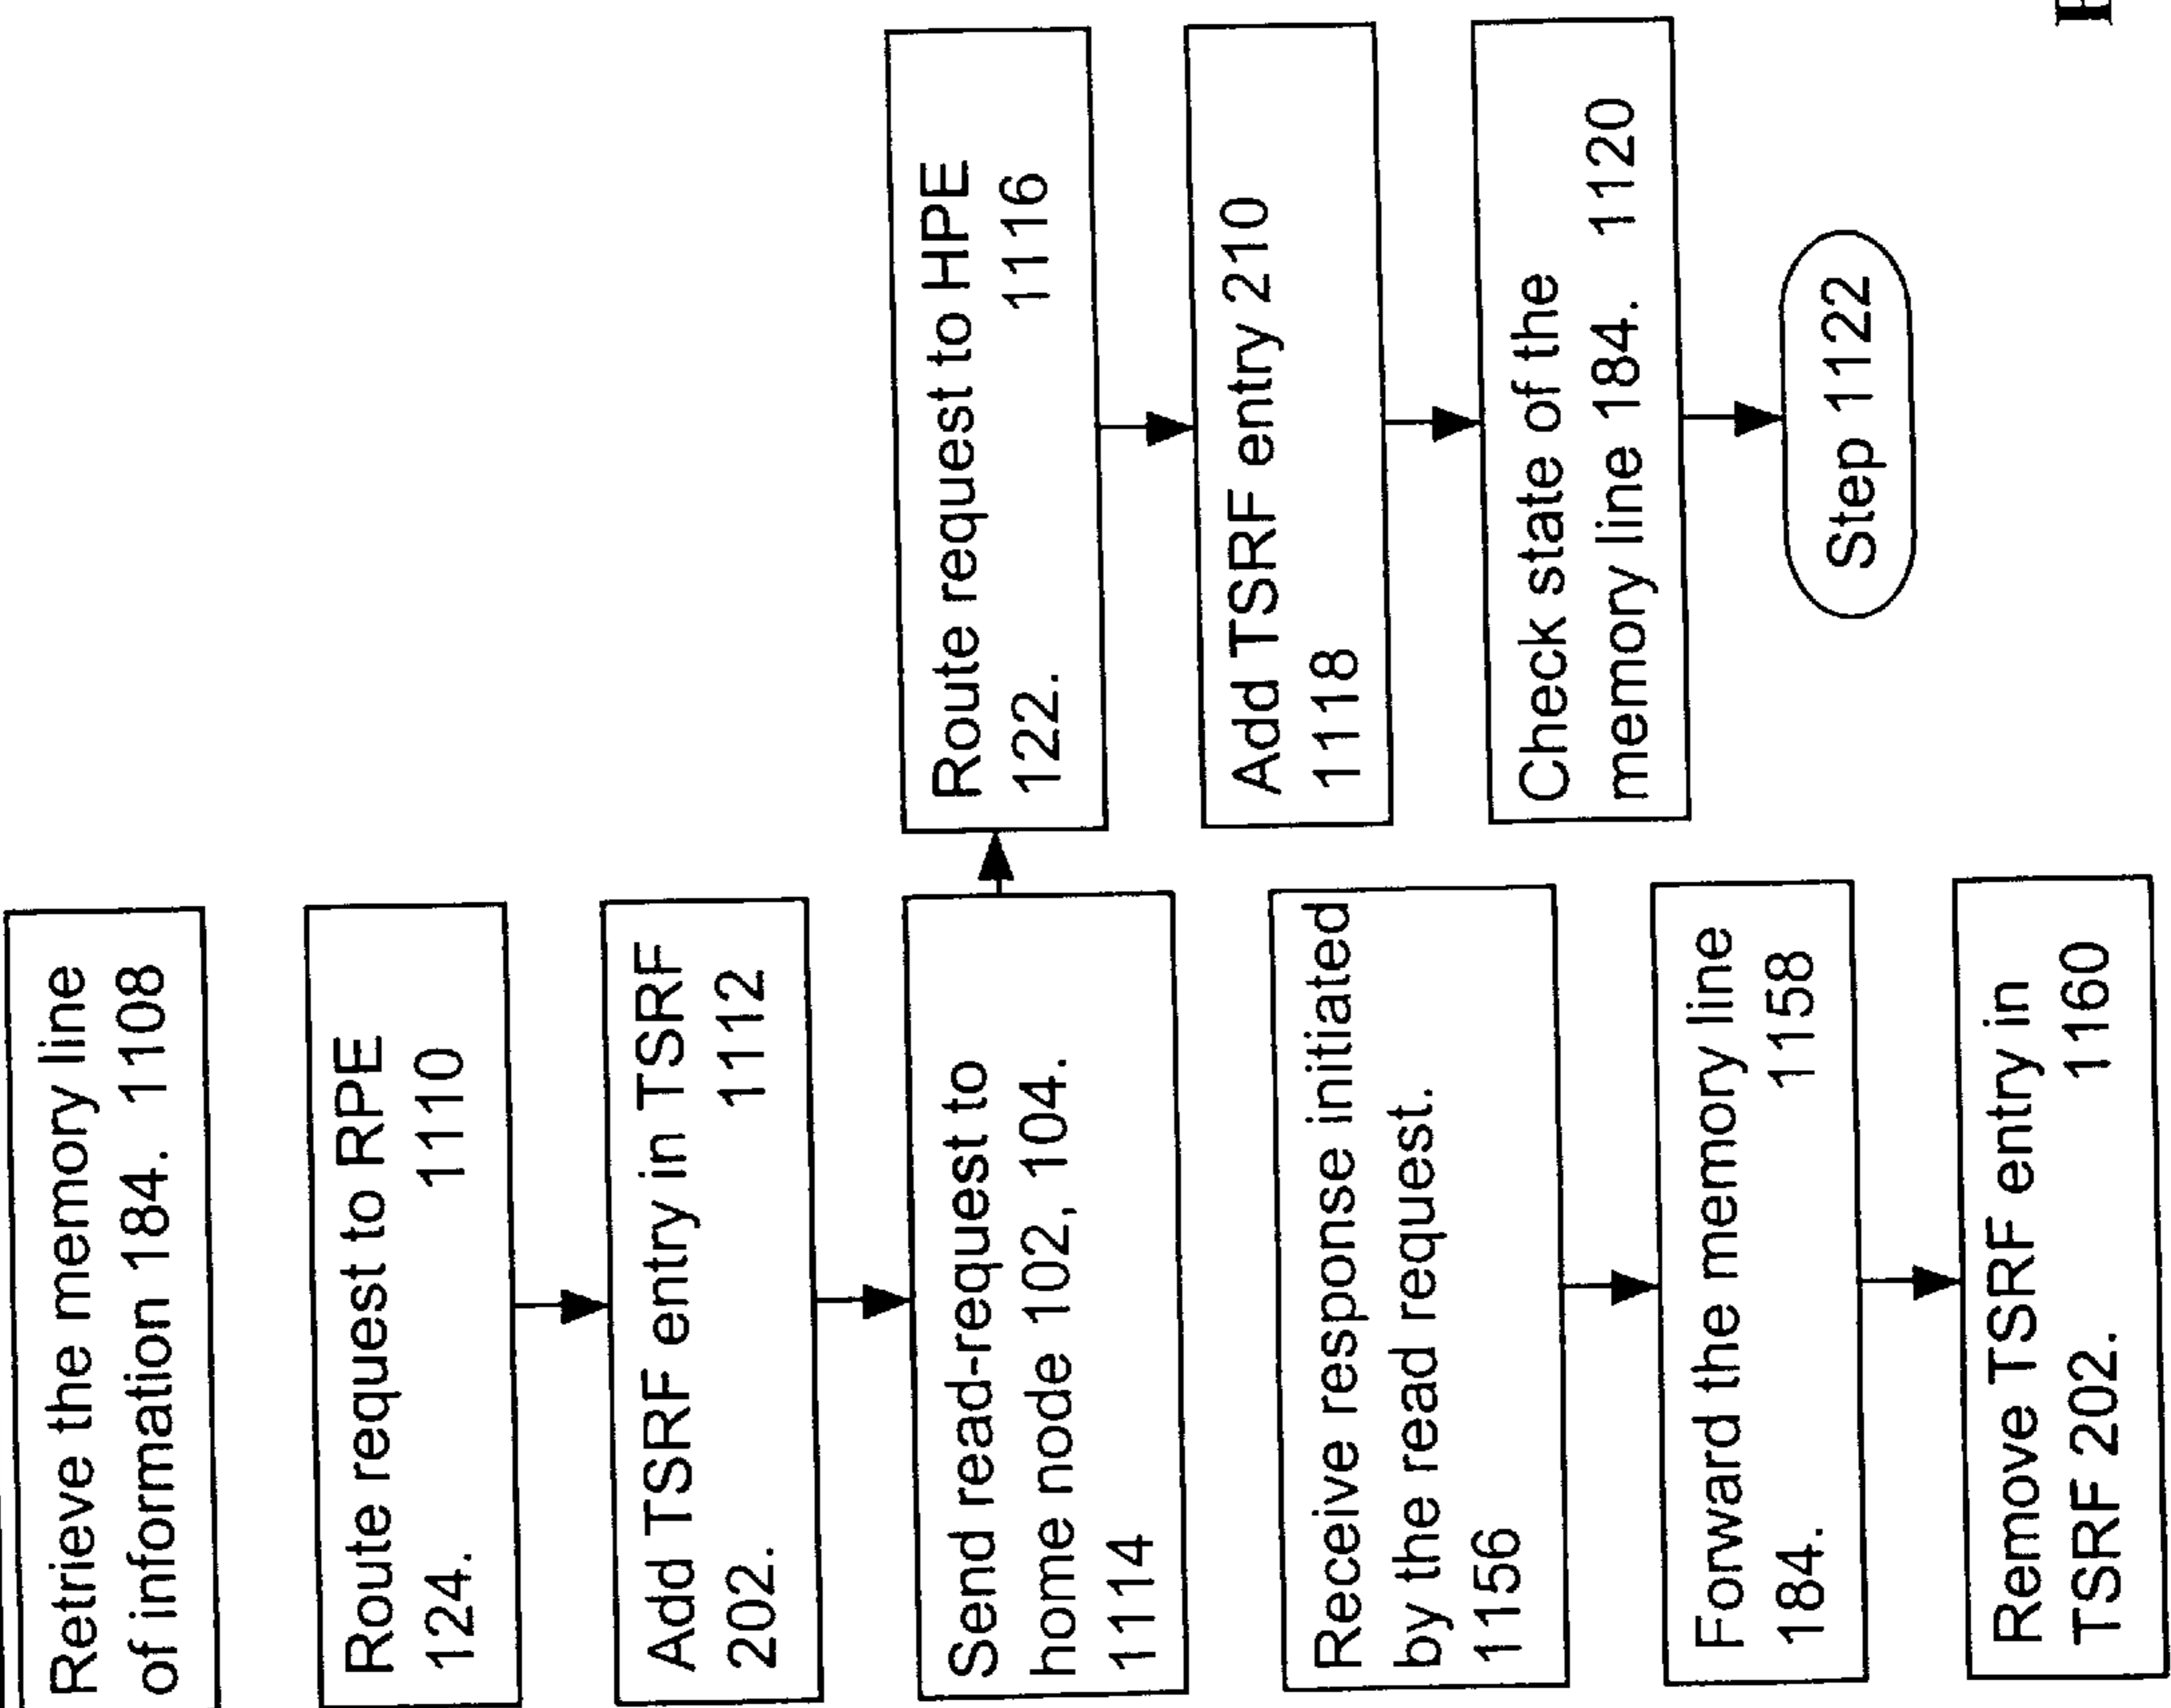 Retrieve the memory line
of information 184. 1108
Route request to RPE
124. 1110
Add TSRF entry in TSRF
202. 1112
Send read-request to
home node 102, 104.
1114
Receive response initiated
by the read request.
1156
Forward the memory line
184. 1158
Remove TSRF entry in
TSRF 202. 1160
Route request to HPE
122. 1116
Add TSRF entry 210
1118
Check state of the
memory line 184. 1120
Step 1122